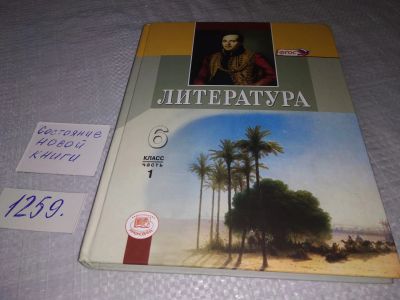 ФГОС
ЛИТЕРАТУРА
6
КЛАСС
часть
1
Состояние
новой
книги
1259.